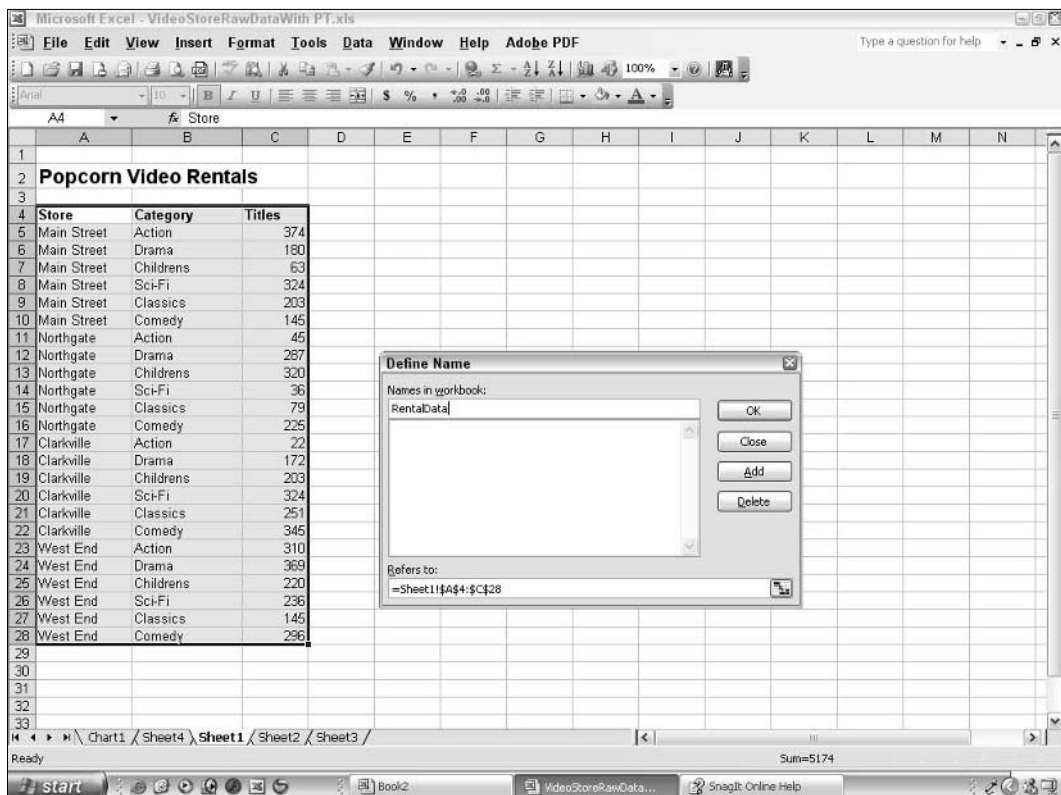 Microsoft Excel - VideoStoreRawDataWith PT.xls
File Edit View Insert Format Tools Data Window Help Adobe PDF Type a question for help
100%
Arial 10 B I U $ % , A
A4 fx Store
A B C D E F G H I J K L M N
1
2 Popcorn Video Rentals
3
4 Store Category Titles
5 Main Street Action 374
6 Main Street Drama 180
7 Main Street Childrens 63
8 Main Street Sci-Fi 324
9 Main Street Classics 203
10 Main Street Comedy 145
11 Northgate Action 45
12 Northgate Drama 287
13 Northgate Childrens 320
14 Northgate Sci-Fi 36
15 Northgate Classics 79
16 Northgate Comedy 225
17 Clarkville Action 22
18 Clarkville Drama 172
19 Clarkville Childrens 203
20 Clarkville Sci-Fi 324
21 Clarkville Classics 251
22 Clarkville Comedy 345
23 West End Action 310
24 West End Drama 369
25 West End Childrens 220
26 West End Sci-Fi 236
27 West End Classics 145
28 West End Comedy 296
29
30
31
32
33
Define Name
Names in workbook:
RentalData
OK
Close
Add
Delete
Refers to:
=Sheet1!$A$4:$C$28
Chart1 Sheet4 Sheet1 Sheet2 Sheet3
Ready Sum=5174
start Book2 VideoStoreRawData... SnagIt Online Help